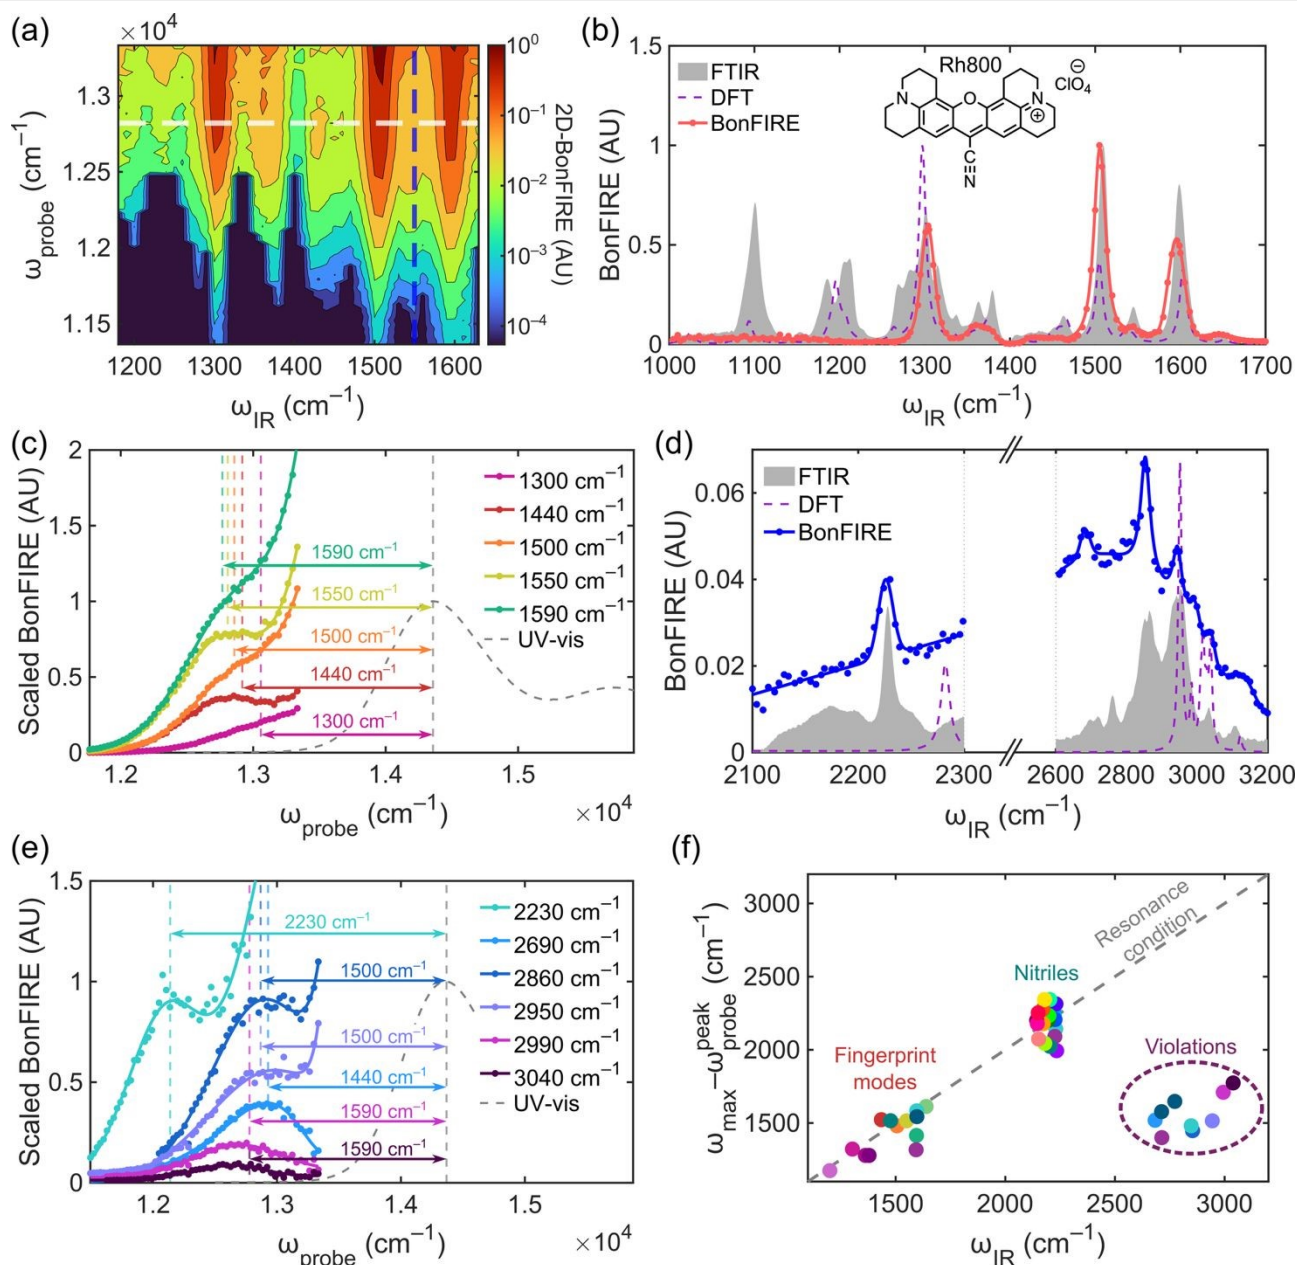 (a)
×10⁴
1.3
1.25
1.2
1.15
ω_probe (cm⁻¹)
1200 1300 1400 1500 1600
ω_IR (cm⁻¹)
10⁰
10⁻¹
10⁻²
10⁻³
10⁻⁴
2D-BonFIRE (AU)
(b)
1.5
1
0.5
0
BonFIRE (AU)
FTIR
DFT
BonFIRE
Rh800
N O N
⊕
C
N
⊖
ClO₄
1000 1100 1200 1300 1400 1500 1600 1700
ω_IR (cm⁻¹)
(c)
2
1.5
1
0.5
0
Scaled BonFIRE (AU)
1590 cm⁻¹
1550 cm⁻¹
1500 cm⁻¹
1440 cm⁻¹
1300 cm⁻¹
1300 cm⁻¹
1440 cm⁻¹
1500 cm⁻¹
1550 cm⁻¹
1590 cm⁻¹
UV-vis
1.2 1.3 1.4 1.5
ω_probe (cm⁻¹)
×10⁴
(d)
0.06
0.04
0.02
0
BonFIRE (AU)
FTIR
DFT
BonFIRE
2100 2200 2300 2600 2800 3000 3200
ω_IR (cm⁻¹)
(e)
1.5
1
0.5
0
Scaled BonFIRE (AU)
2230 cm⁻¹
1500 cm⁻¹
1500 cm⁻¹
1440 cm⁻¹
1590 cm⁻¹
1590 cm⁻¹
2230 cm⁻¹
2690 cm⁻¹
2860 cm⁻¹
2950 cm⁻¹
2990 cm⁻¹
3040 cm⁻¹
UV-vis
1.2 1.3 1.4 1.5
ω_probe (cm⁻¹)
×10⁴
(f)
3000
2500
2000
1500
ω_max−ω_probe^peak (cm⁻¹)
Resonance
condition
Nitriles
Fingerprint
modes
Violations
1500 2000 2500 3000
ω_IR (cm⁻¹)